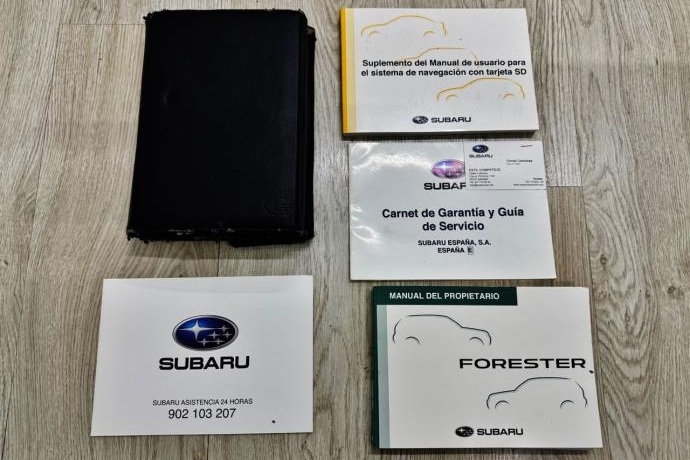 Suplemento del Manual de usuario para
el sistema de navegación con tarjeta SD
SUBARU
SUBARU
Carnet de Garantía y Guía
de Servicio
SUBARU ESPAÑA, S.A.
ESPAÑA E
SUBARU
SUBARU ASISTENCIA 24 HORAS
902 103 207
MANUAL DEL PROPIETARIO
FORESTER
SUBARU